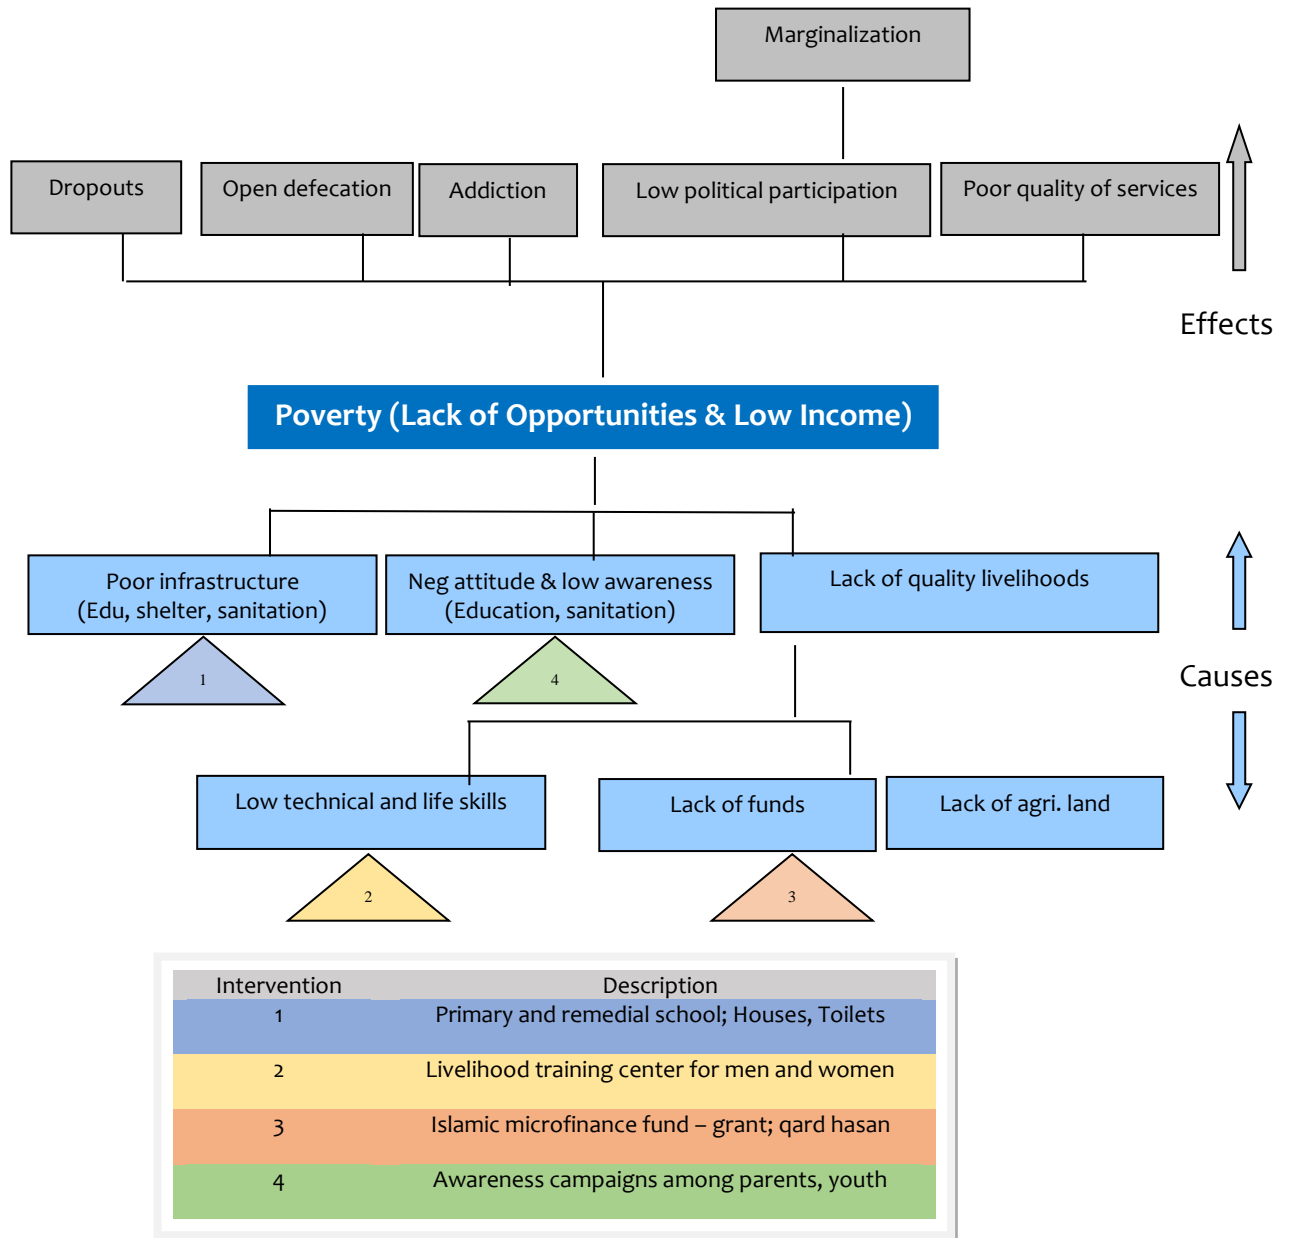 Marginalization
Dropouts
Open defecation
Addiction
Low political participation
Poor quality of services
Effects
Poverty (Lack of Opportunities & Low Income)
Poor infrastructure
(Edu, shelter, sanitation)
Neg attitude & low awareness
(Education, sanitation)
Lack of quality livelihoods
1
4
Causes
Low technical and life skills
Lack of funds
Lack of agri. land
2
3
Intervention Description
1 Primary and remedial school; Houses, Toilets
2 Livelihood training center for men and women
3 Islamic microfinance fund – grant; qard hasan
4 Awareness campaigns among parents, youth